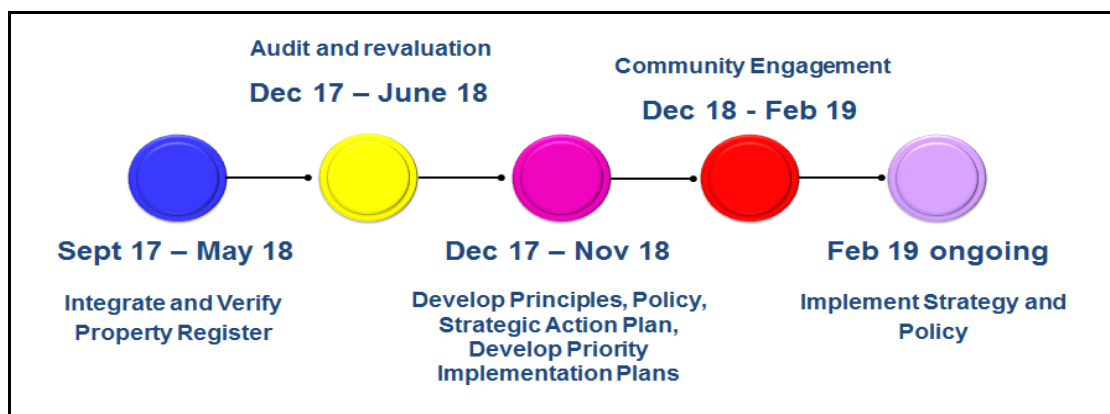 Audit and revaluation
Dec 17 – June 18
Community Engagement
Dec 18 - Feb 19
Sept 17 – May 18
Integrate and Verify
Property Register
Dec 17 – Nov 18
Develop Principles, Policy,
Strategic Action Plan,
Develop Priority
Implementation Plans
Feb 19 ongoing
Implement Strategy and
Policy